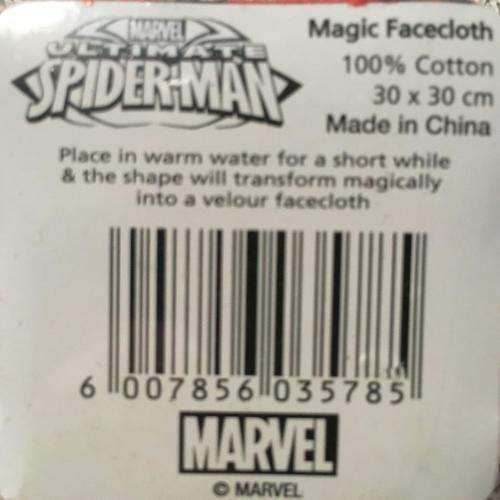 MARVEL
ULTIMATE
SPIDER-MAN
Magic Facecloth
100% Cotton
30 x 30 cm
Made in China
Place in warm water for a short while
& the shape will transform magically
into a velour facecloth
6 007856 035785
MARVEL
© MARVEL